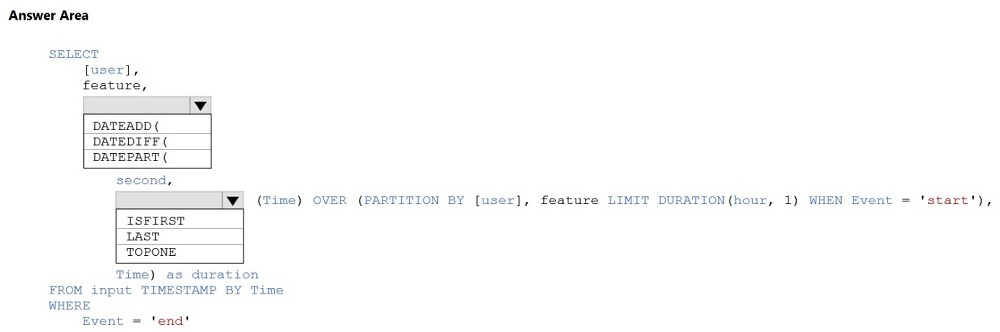 Answer Area
SELECT
[user],
feature,
DATEADD(
DATEDIFF(
DATEPART(
second,
(Time) OVER (PARTITION BY [user], feature LIMIT DURATION(hour, 1) WHEN Event = 'start'),
ISFIRST
LAST
TOPONE
Time) as duration
FROM input TIMESTAMP BY Time
WHERE
Event = 'end'